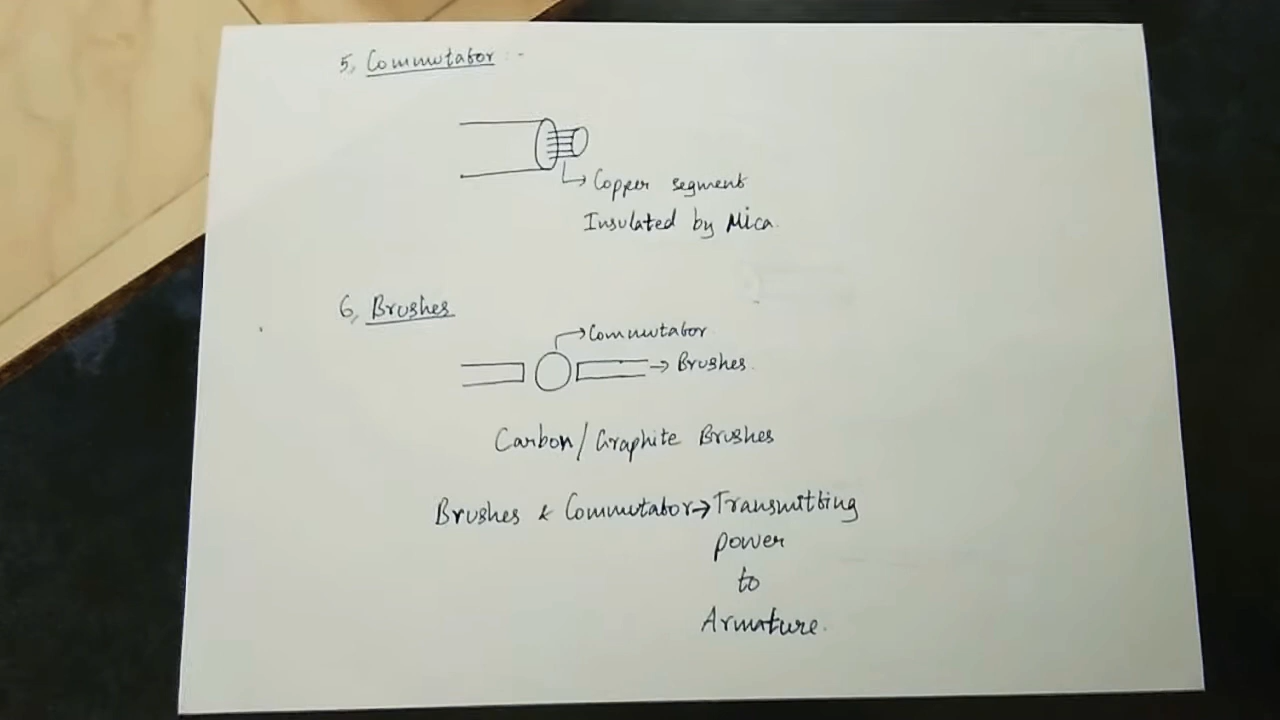 5, Commutator :-
Copper segment
Insulated by Mica.
6, Brushes
Commutator
Brushes.
Carbon/Graphite Brushes
Brushes & Commutator→Transmitting
power
to
Armature.